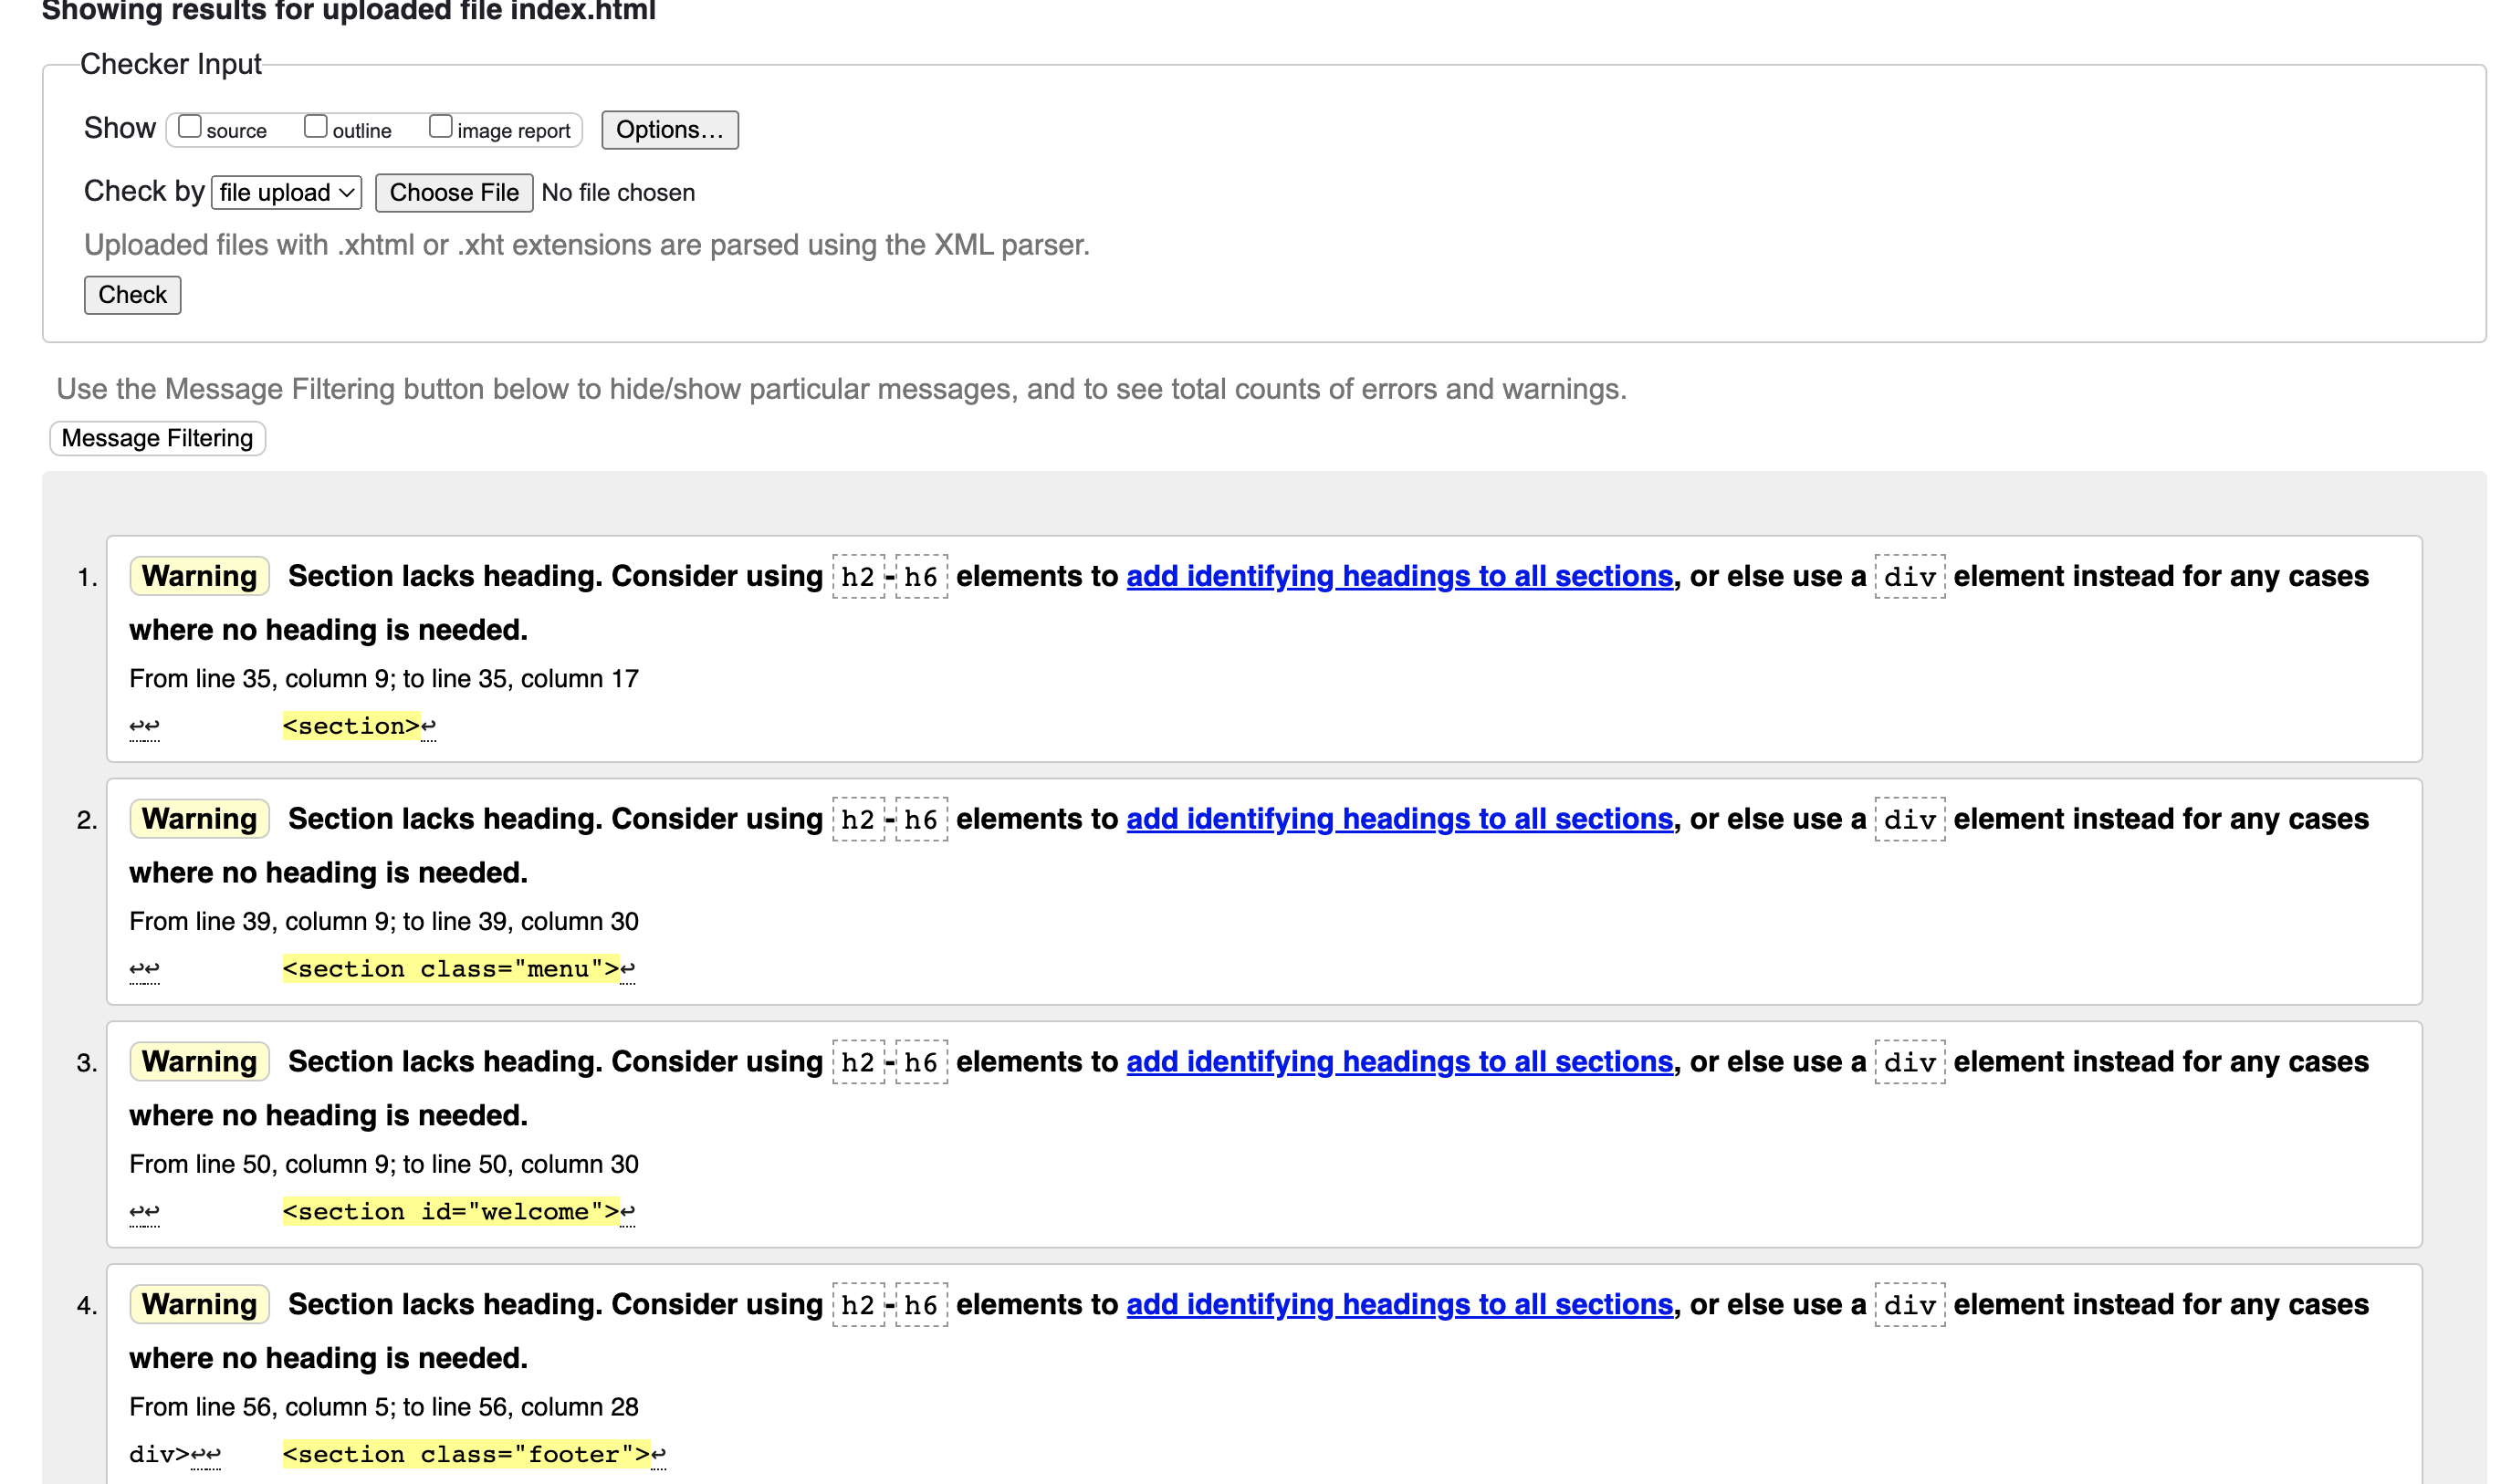 Showing results for uploaded file index.html
Checker Input
Show source outline image report Options...
Check by file upload Choose File No file chosen
Uploaded files with .xhtml or .xht extensions are parsed using the XML parser.
Check
Use the Message Filtering button below to hide/show particular messages, and to see total counts of errors and warnings.
Message Filtering
1. Warning Section lacks heading. Consider using h2-h6 elements to add identifying headings to all sections, or else use a div element instead for any cases
where no heading is needed.
From line 35, column 9; to line 35, column 17
↩↩ <section>↩
2. Warning Section lacks heading. Consider using h2-h6 elements to add identifying headings to all sections, or else use a div element instead for any cases
where no heading is needed.
From line 39, column 9; to line 39, column 30
↩↩ <section class="menu">↩
3. Warning Section lacks heading. Consider using h2-h6 elements to add identifying headings to all sections, or else use a div element instead for any cases
where no heading is needed.
From line 50, column 9; to line 50, column 30
↩↩ <section id="welcome">↩
4. Warning Section lacks heading. Consider using h2-h6 elements to add identifying headings to all sections, or else use a div element instead for any cases
where no heading is needed.
From line 56, column 5; to line 56, column 28
div>↩↩ <section class="footer">↩